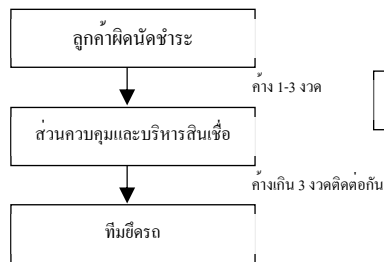 ลูกค้าผิดนัดชำระ
ค้าง 1-3 งวด
ส่วนควบคุมและบริหารสินเชื่อ
ค้างเกิน 3 งวดติดต่อกัน
ทีมยึดรถ